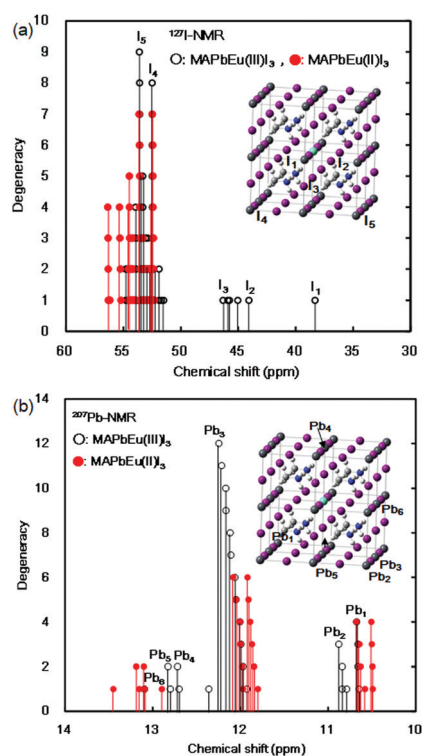 (a)
¹²⁷I-NMR
O: MAPbEu(III)I₃ , ●: MAPbEu(II)I₃
I₅
I₄
I₃
I₂
I₁
I₁
I₂
I₃
I₄
I₅
Degeneracy
10
9
8
7
6
5
4
3
2
1
0
60 55 50 45 40 35 30
Chemical shift (ppm)
(b)
²⁰⁷Pb-NMR
O: MAPbEu(III)I₃
●: MAPbEu(II)I₃
Pb₃
Pb₅
Pb₄
Pb₆
Pb₂
Pb₁
Pb₄
Pb₆
Pb₁
Pb₃
Pb₅
Pb₂
Degeneracy
14
12
10
8
6
4
2
0
14 13 12 11 10
Chemical shift (ppm)